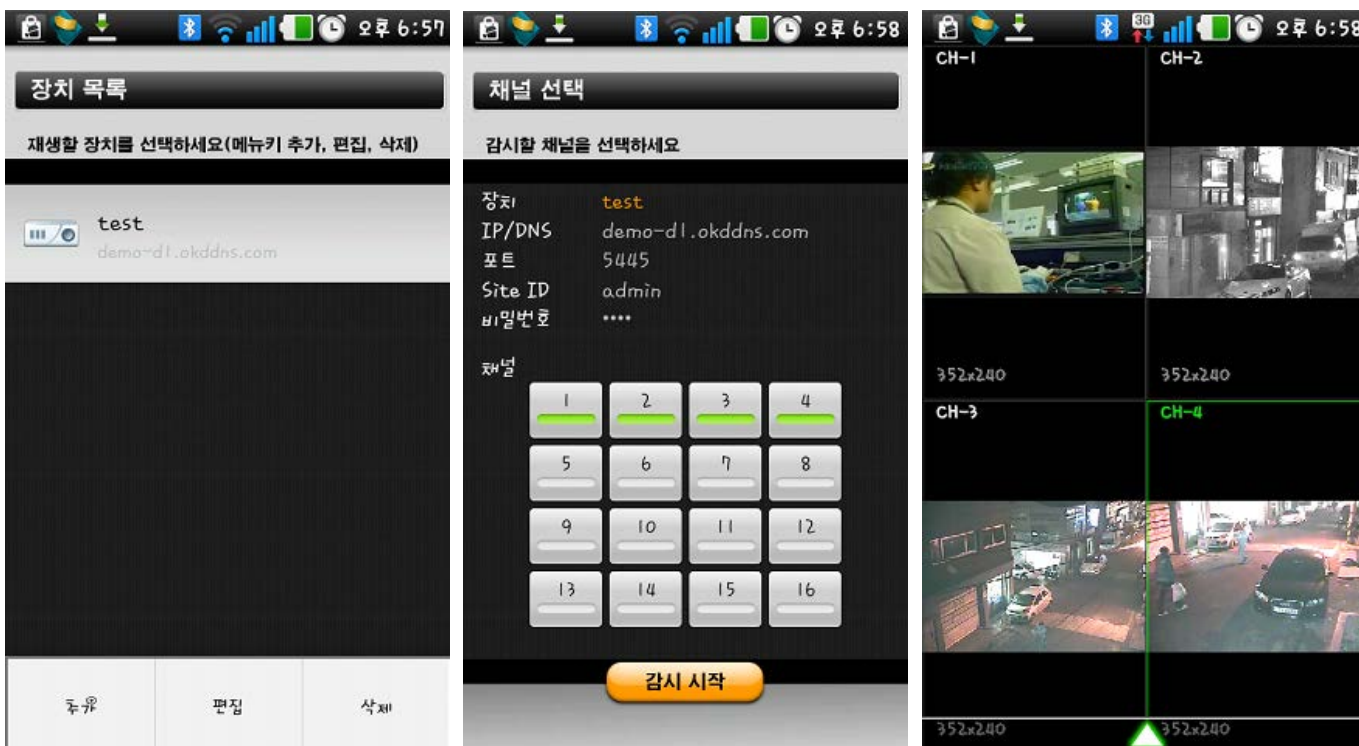 오후 6:57
장치 목록
재생할 장치를 선택하세요(메뉴키 추가, 편집, 삭제)
test
demo-d1.okddns.com
추가
편집
삭제
오후 6:58
채널 선택
감시할 채널을 선택하세요
장치 test
IP/DNS demo-d1.okddns.com
포트 5445
Site ID admin
비밀번호 ••••
채널
1 2 3 4
5 6 7 8
9 10 11 12
13 14 15 16
감시 시작
3G 오후 6:58
CH-1 CH-2
352x240 352x240
CH-3 CH-4
352x240 352x240